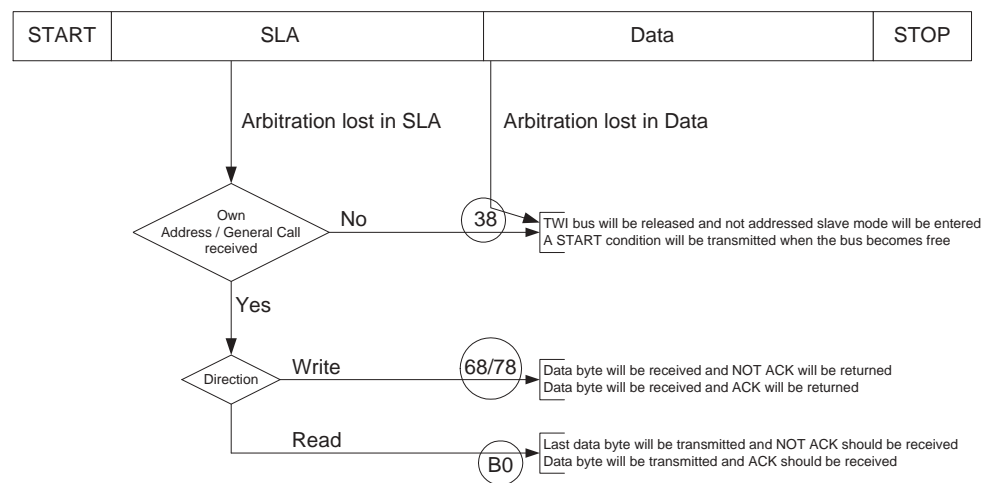 START SLA Data STOP
Arbitration lost in SLA Arbitration lost in Data
Own
Address / General Call
received
No
38
TWI bus will be released and not addressed slave mode will be entered
A START condition will be transmitted when the bus becomes free
Yes
Direction
Write
68/78
Data byte will be received and NOT ACK will be returned
Data byte will be received and ACK will be returned
Read
B0
Last data byte will be transmitted and NOT ACK should be received
Data byte will be transmitted and ACK should be received